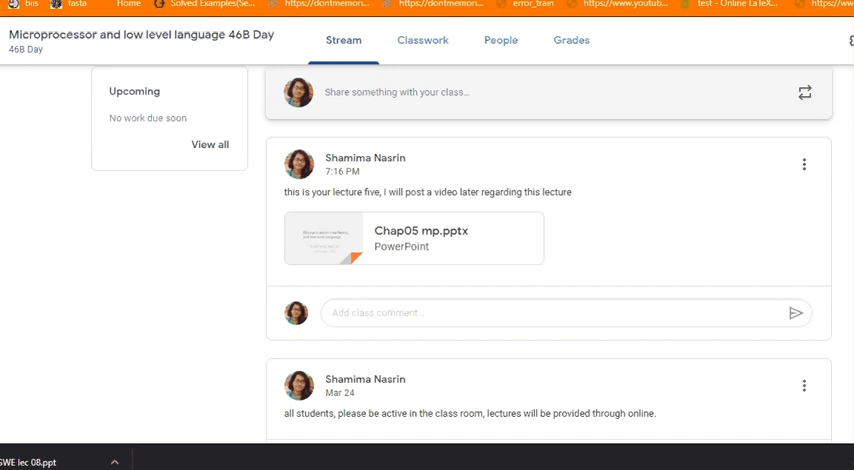 biis
fasta
Home
Solved Examples(Se...
https://dontmemori...
https://dontmemori...
error_train
https://www.youtub...
test - Online LaTeX...
https://ww
Microprocessor and low level language 46B Day
46B Day
Stream
Classwork
People
Grades
Upcoming
No work due soon
View all
Share something with your class...
Shamima Nasrin
7:16 PM
this is your lecture five, I will post a video later regarding this lecture
Chap05 mp.pptx
PowerPoint
Add class comment...
Shamima Nasrin
Mar 24
all students, please be active in the class room, lectures will be provided through online.
SWE lec 08.ppt